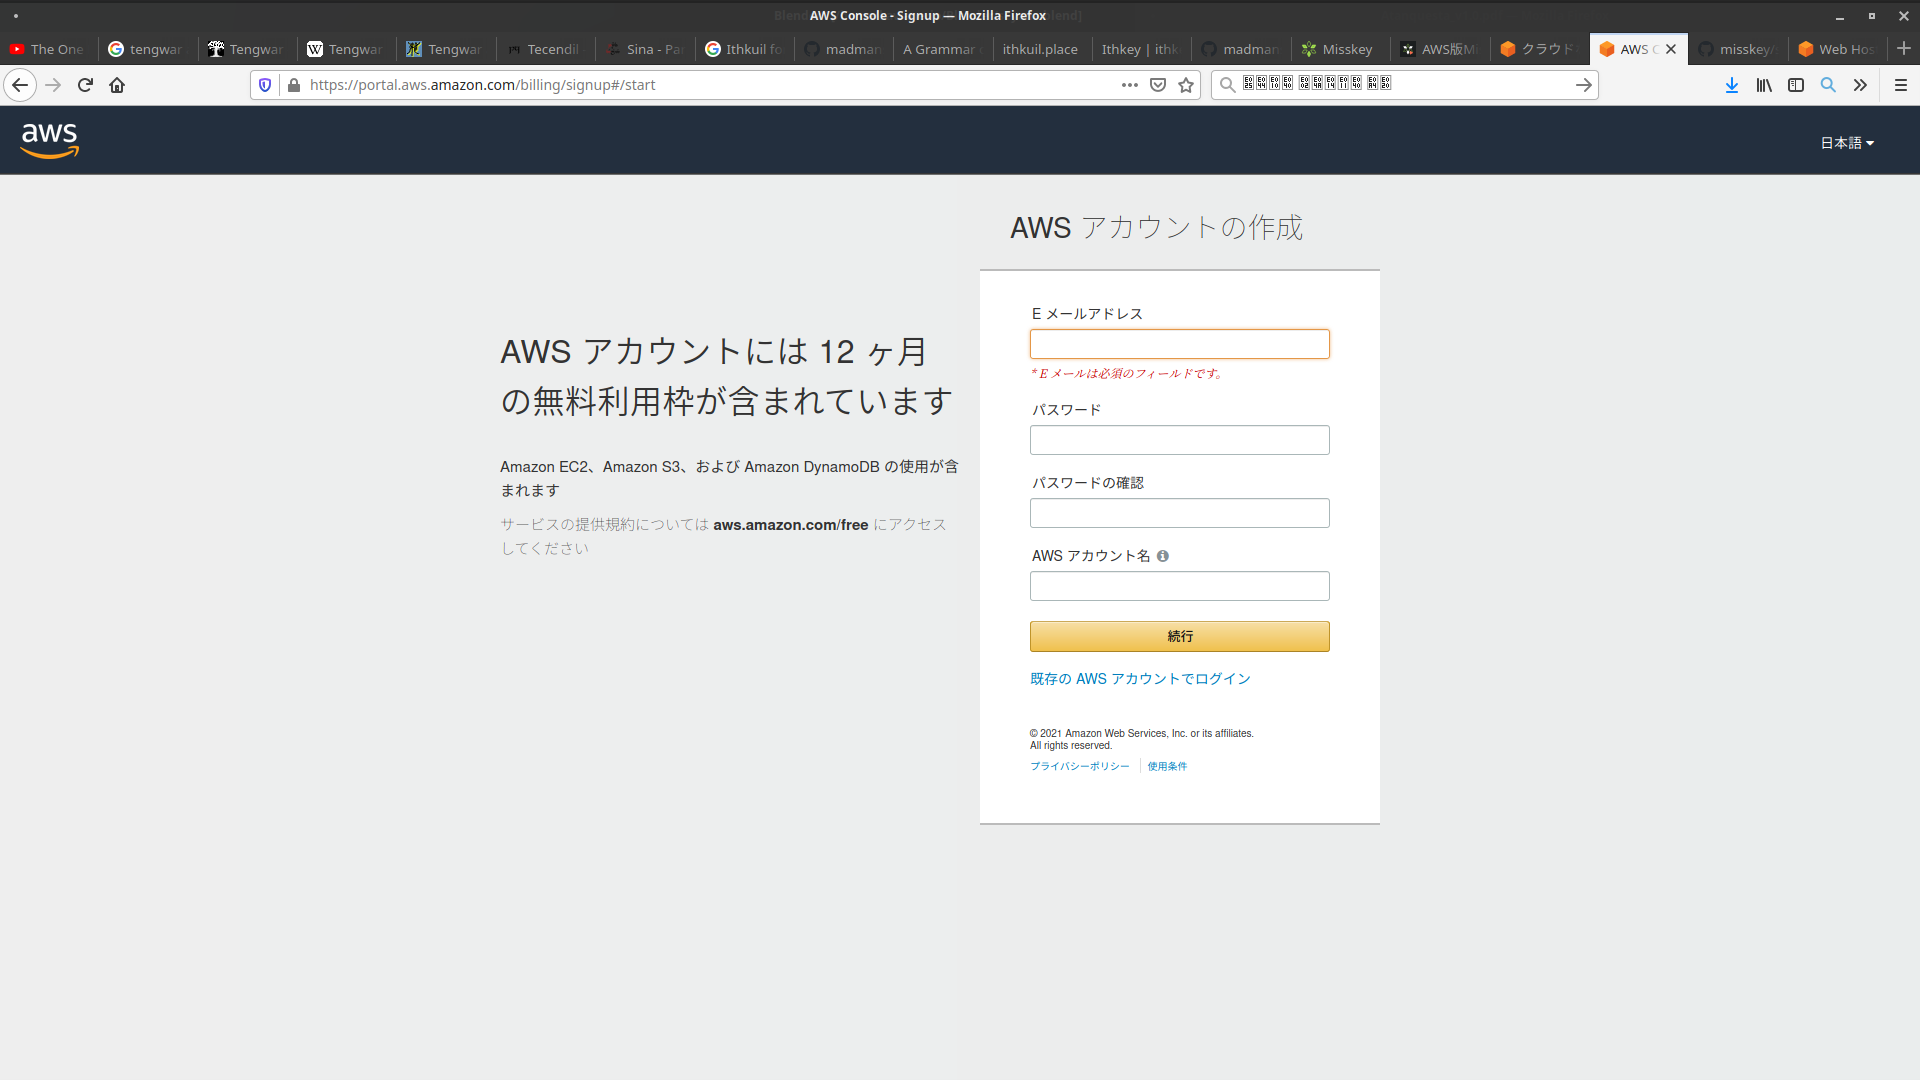 AWS Console - Signup — Mozilla Firefox
The One
tengwar
Tengwar
Tengwar
Tengwar
Tecendil
Sina - Pa
Ithkuil fo
madman
A Grammar
ithkuil.place
Ithkey | ithk
madman
Misskey
AWS版Mi
クラウド
AWS C
misskey/
Web Hos
https://portal.aws.amazon.com/billing/signup#/start
aws
日本語
AWS アカウントの作成
AWS アカウントには 12 ヶ月
の無料利用枠が含まれています
Amazon EC2、Amazon S3、および Amazon DynamoDB の使用が含
まれます
サービスの提供規約については aws.amazon.com/free にアクセス
してください
E メールアドレス
* E メールは必須のフィールドです。
パスワード
パスワードの確認
AWS アカウント名
続行
既存の AWS アカウントでログイン
© 2021 Amazon Web Services, Inc. or its affiliates.
All rights reserved.
プライバシーポリシー
使用条件